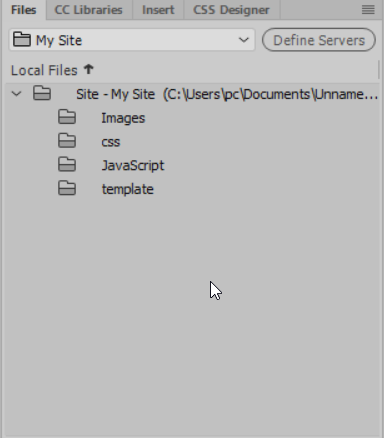 Files CC Libraries Insert CSS Designer
My Site Define Servers
Local Files ↑
Site - My Site (C:\Users\pc\Documents\Unname...
Images
css
JavaScript
template